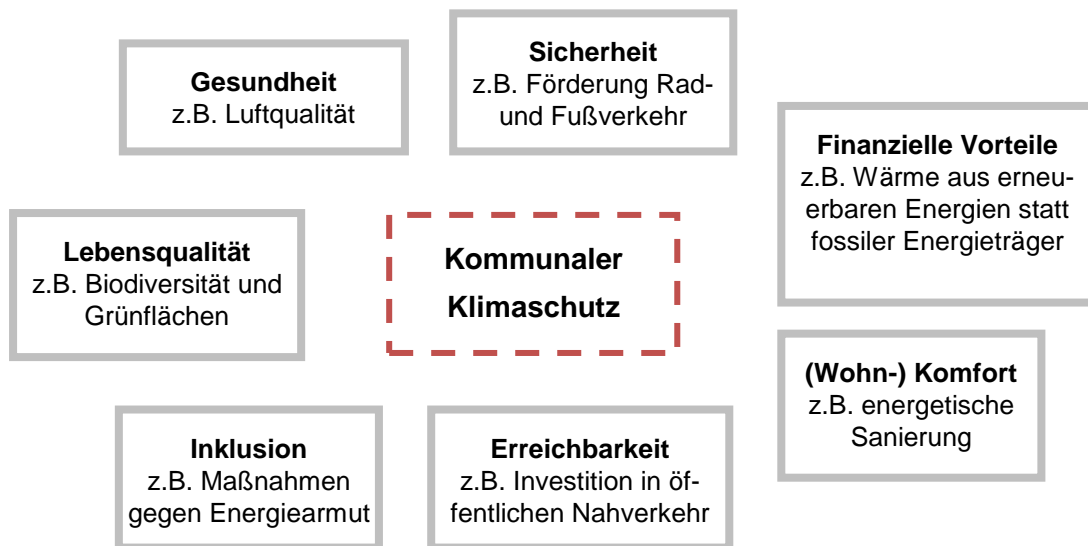 Sicherheit
z.B. Förderung Rad-
und Fußverkehr
Gesundheit
z.B. Luftqualität
Finanzielle Vorteile
z.B. Wärme aus erneu-
erbaren Energien statt
fossiler Energieträger
Lebensqualität
z.B. Biodiversität und
Grünflächen
Kommunaler
Klimaschutz
(Wohn-) Komfort
z.B. energetische
Sanierung
Inklusion
z.B. Maßnahmen
gegen Energiearmut
Erreichbarkeit
z.B. Investition in öf-
fentlichen Nahverkehr